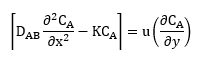 [D_AB ∂²C_A/∂x² − KC_A] = u(∂C_A/∂y)